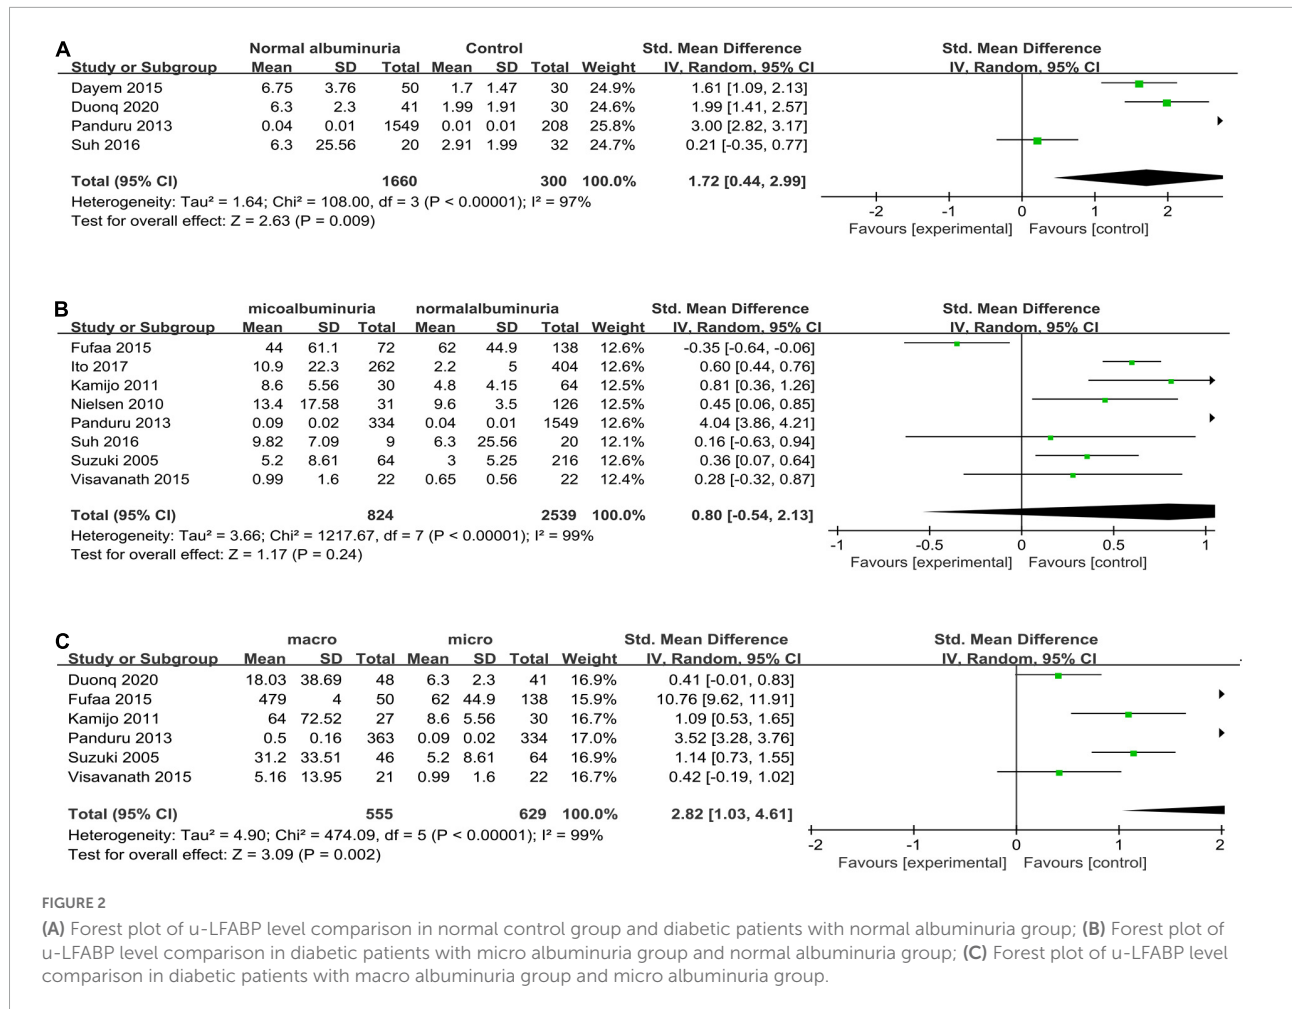 A
Normal albuminuria Control Std. Mean Difference Std. Mean Difference
Study or Subgroup Mean SD Total Mean SD Total Weight IV, Random, 95% CI IV, Random, 95% CI
Dayem 2015 6.75 3.76 50 1.7 1.47 30 24.9% 1.61 [1.09, 2.13]
Duonq 2020 6.3 2.3 41 1.99 1.91 30 24.6% 1.99 [1.41, 2.57]
Panduru 2013 0.04 0.01 1549 0.01 0.01 208 25.8% 3.00 [2.82, 3.17]
Suh 2016 6.3 25.56 20 2.91 1.99 32 24.7% 0.21 [-0.35, 0.77]
Total (95% CI) 1660 300 100.0% 1.72 [0.44, 2.99]
Heterogeneity: Tau² = 1.64; Chi² = 108.00, df = 3 (P < 0.00001); I² = 97%
Test for overall effect: Z = 2.63 (P = 0.009)
-2 -1 0 1 2
Favours [experimental] Favours [control]
B
micoalbuminuria normalalbuminuria Std. Mean Difference Std. Mean Difference
Study or Subgroup Mean SD Total Mean SD Total Weight IV, Random, 95% CI IV, Random, 95% CI
Fufaa 2015 44 61.1 72 62 44.9 138 12.6% -0.35 [-0.64, -0.06]
Ito 2017 10.9 22.3 262 2.2 5 404 12.6% 0.60 [0.44, 0.76]
Kamijo 2011 8.6 5.56 30 4.8 4.15 64 12.5% 0.81 [0.36, 1.26]
Nielsen 2010 13.4 17.58 31 9.6 3.5 126 12.5% 0.45 [0.06, 0.85]
Panduru 2013 0.09 0.02 334 0.04 0.01 1549 12.6% 4.04 [3.86, 4.21]
Suh 2016 9.82 7.09 9 6.3 25.56 20 12.1% 0.16 [-0.63, 0.94]
Suzuki 2005 5.2 8.61 64 3 5.25 216 12.6% 0.36 [0.07, 0.64]
Visavanath 2015 0.99 1.6 22 0.65 0.56 22 12.4% 0.28 [-0.32, 0.87]
Total (95% CI) 824 2539 100.0% 0.80 [-0.54, 2.13]
Heterogeneity: Tau² = 3.66; Chi² = 1217.67, df = 7 (P < 0.00001); I² = 99%
Test for overall effect: Z = 1.17 (P = 0.24)
-1 -0.5 0 0.5 1
Favours [experimental] Favours [control]
C
macro micro Std. Mean Difference Std. Mean Difference
Study or Subgroup Mean SD Total Mean SD Total Weight IV, Random, 95% CI IV, Random, 95% CI
Duonq 2020 18.03 38.69 48 6.3 2.3 41 16.9% 0.41 [-0.01, 0.83]
Fufaa 2015 479 4 50 62 44.9 138 15.9% 10.76 [9.62, 11.91]
Kamijo 2011 64 72.52 27 8.6 5.56 30 16.7% 1.09 [0.53, 1.65]
Panduru 2013 0.5 0.16 363 0.09 0.02 334 17.0% 3.52 [3.28, 3.76]
Suzuki 2005 31.2 33.51 46 5.2 8.61 64 16.9% 1.14 [0.73, 1.55]
Visavanath 2015 5.16 13.95 21 0.99 1.6 22 16.7% 0.42 [-0.19, 1.02]
Total (95% CI) 555 629 100.0% 2.82 [1.03, 4.61]
Heterogeneity: Tau² = 4.90; Chi² = 474.09, df = 5 (P < 0.00001); I² = 99%
Test for overall effect: Z = 3.09 (P = 0.002)
-2 -1 0 1 2
Favours [experimental] Favours [control]
FIGURE 2
(A) Forest plot of u-LFABP level comparison in normal control group and diabetic patients with normal albuminuria group; (B) Forest plot of
u-LFABP level comparison in diabetic patients with micro albuminuria group and normal albuminuria group; (C) Forest plot of u-LFABP level
comparison in diabetic patients with macro albuminuria group and micro albuminuria group.